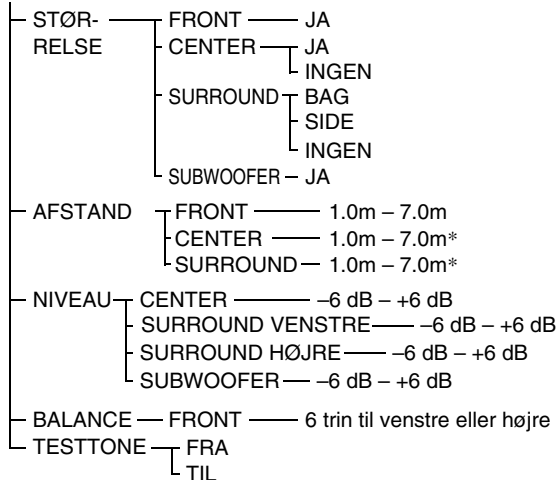 STØR- FRONT JA
RELSE CENTER JA
INGEN
SURROUND BAG
SIDE
INGEN
SUBWOOFER JA
AFSTAND FRONT 1.0m – 7.0m
CENTER 1.0m – 7.0m*
SURROUND 1.0m – 7.0m*
NIVEAU CENTER –6 dB – +6 dB
SURROUND VENSTRE –6 dB – +6 dB
SURROUND HØJRE –6 dB – +6 dB
SUBWOOFER –6 dB – +6 dB
BALANCE FRONT 6 trin til venstre eller højre
TESTTONE FRA
TIL